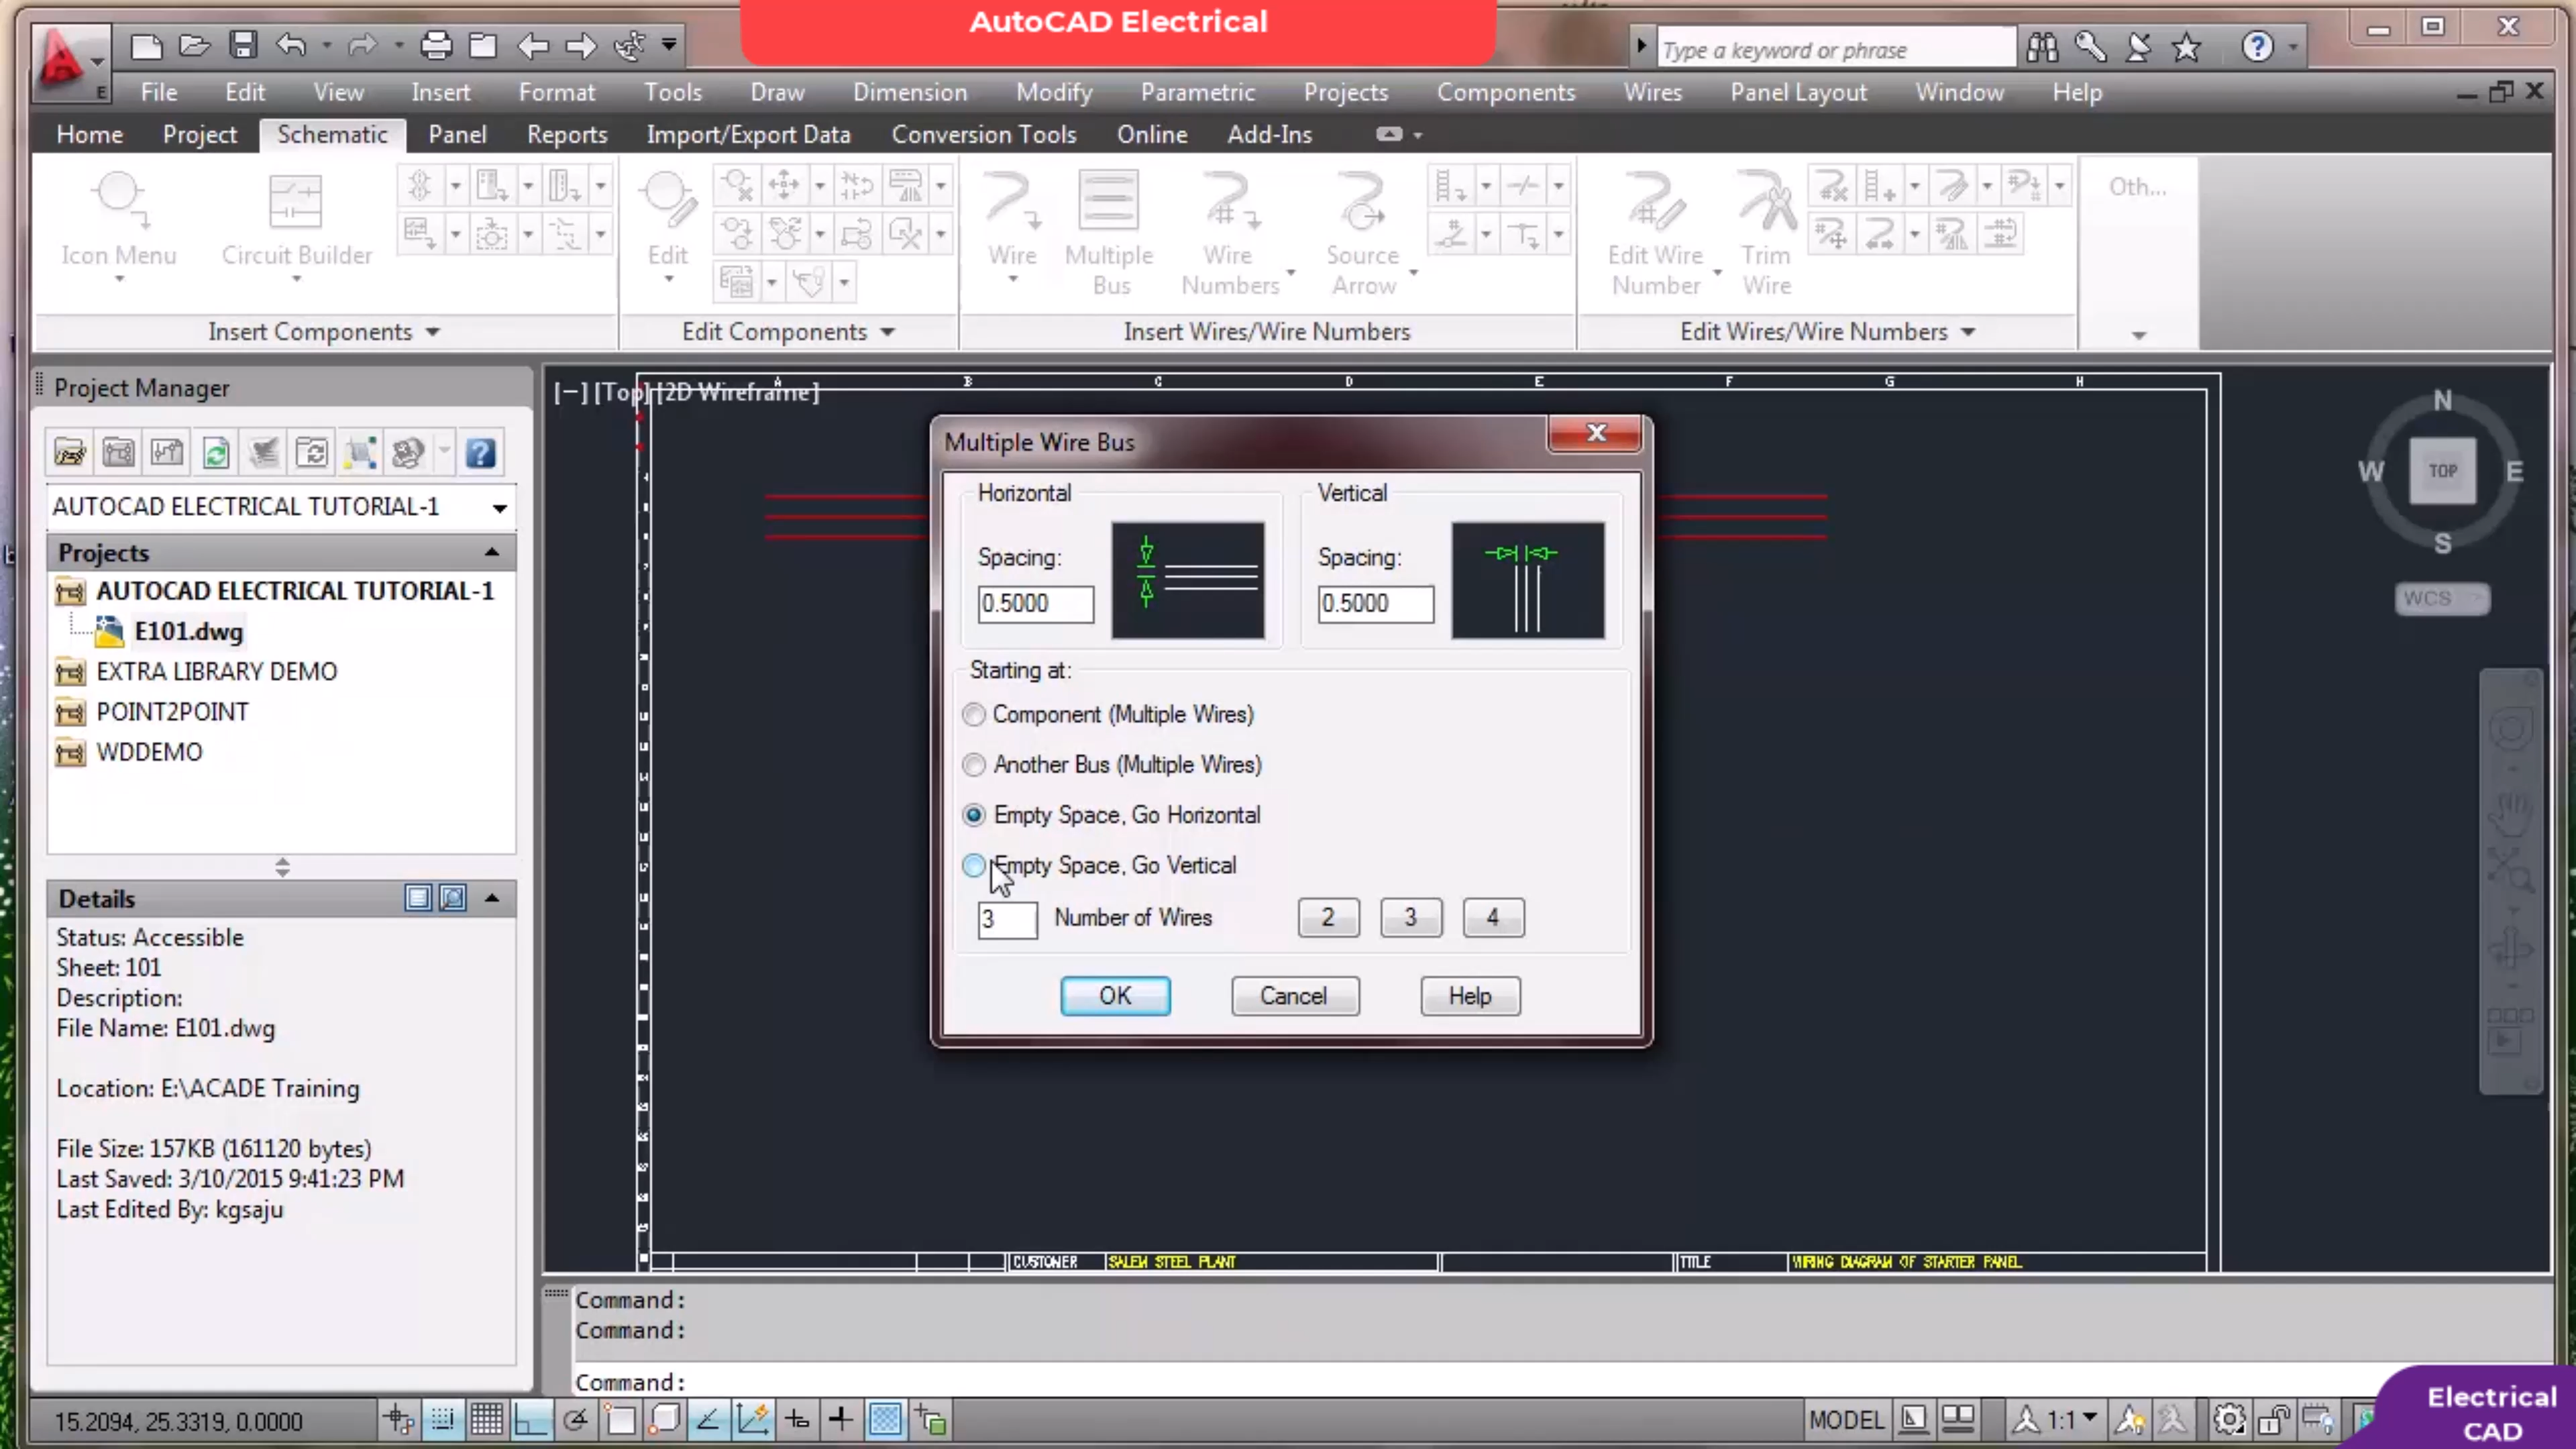 AutoCAD Electrical
Type a keyword or phrase
File Edit View Insert Format Tools Draw Dimension Modify Parametric Projects Components Wires Panel Layout Window Help
Home Project Schematic Panel Reports Import/Export Data Conversion Tools Online Add-Ins
Icon Menu Circuit Builder Edit Wire Multiple Bus Wire Numbers Source Arrow Edit Wire Number Trim Wire Oth...
Insert Components Edit Components Insert Wires/Wire Numbers Edit Wires/Wire Numbers
Project Manager
AUTOCAD ELECTRICAL TUTORIAL-1
Projects
AUTOCAD ELECTRICAL TUTORIAL-1
E101.dwg
EXTRA LIBRARY DEMO
POINT2POINT
WDDEMO
Details
Status: Accessible
Sheet: 101
Description:
File Name: E101.dwg
Location: E:\ACADE Training
File Size: 157KB (161120 bytes)
Last Saved: 3/10/2015 9:41:23 PM
Last Edited By: kgsaju
[−] [Top] [2D Wireframe]
A B C D E F G H
Multiple Wire Bus
Horizontal Vertical
Spacing: Spacing:
0.5000 0.5000
Starting at:
Component (Multiple Wires)
Another Bus (Multiple Wires)
Empty Space, Go Horizontal
Empty Space, Go Vertical
3 Number of Wires 2 3 4
OK Cancel Help
N
W TOP E
S
WCS
CUSTOMER SALEM STEEL PLANT TITLE WIRING DIAGRAM OF STARTER PANEL
Command:
Command:
Command:
15.2094, 25.3319, 0.0000 MODEL 1:1
Electrical
CAD